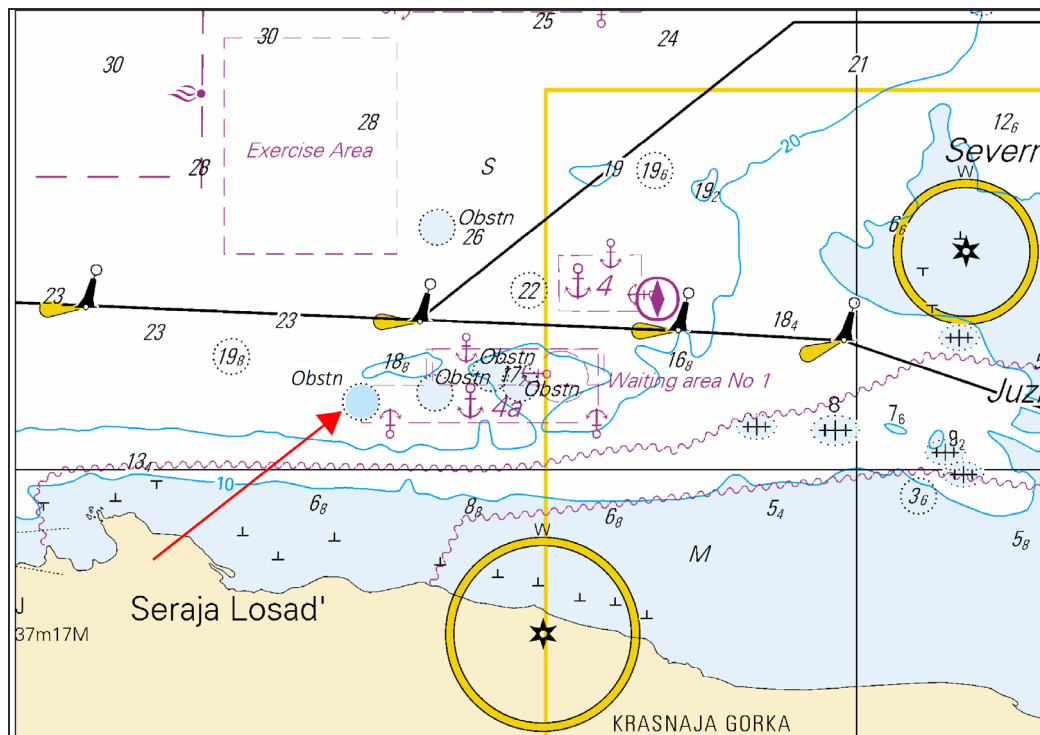 25
30
24
21
30
12₆
28
Severn
Exercise Area
20
S
W
19
19₆
28
19₂
Obstn
26
6₆
4
22
23
18₄
23
23
19₈
18₈
Obstn
16₈
Obstn
Obstn
17₅
Waiting area No 1
Obstn
4a
8
7₆
9₂
13₄
10
3₆
6₈
8₈
6₈
5₄
5₈
W
M
J
Seraja Losad'
37m17M
KRASNAJA GORKA